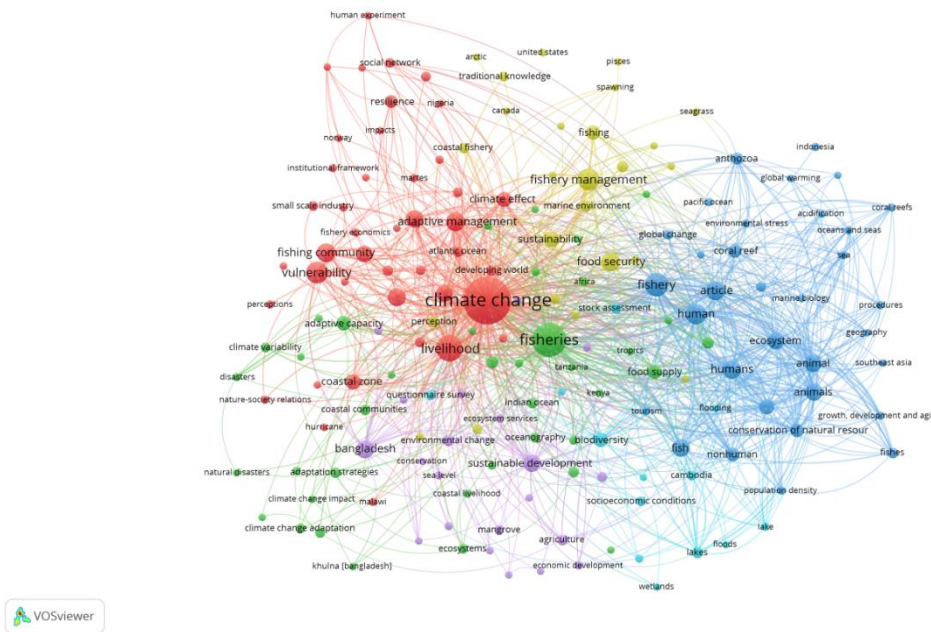 human experiment
united states
arctic
pisces
social network
traditional knowledge
spawning
resilience
nigeria
canada
seagrass
impacts
fishing
norway
coastal fishery
indonesia
anthozoa
institutional framework
martes
fishery management
global warming
climate effect
small scale industry
marine environment
pacific ocean
coral reefs
acidification
adaptive management
fishery economics
environmental stress
oceans and seas
global change
sustainability
fishing community
atlantic ocean
coral reef
sea
food security
vulnerability
developing world
africa
fishery
article
marine biology
climate change
perceptions
stock assessment
procedures
human
adaptive capacity
perception
geography
fisheries
ecosystem
climate variability
livelihood
tropics
southeast asia
tanzania
animal
disasters
food supply
humans
coastal zone
nature-society relations
questionnaire survey
kenya
animals
indian ocean
coastal communities
tourism
flooding
growth, development and agi
ecosystem services
hurricane
conservation of natural resour
environmental change
oceanography
biodiversity
bangladesh
fish
nonhuman
fishes
conservation
sustainable development
natural disasters
adaptation strategies
sea level
cambodia
population density
coastal livelihood
climate change impact
malawi
socioeconomic conditions
climate change adaptation
mangrove
lake
agriculture
ecosystems
floods
lakes
khulna [bangladesh]
economic development
wetlands
VOSviewer